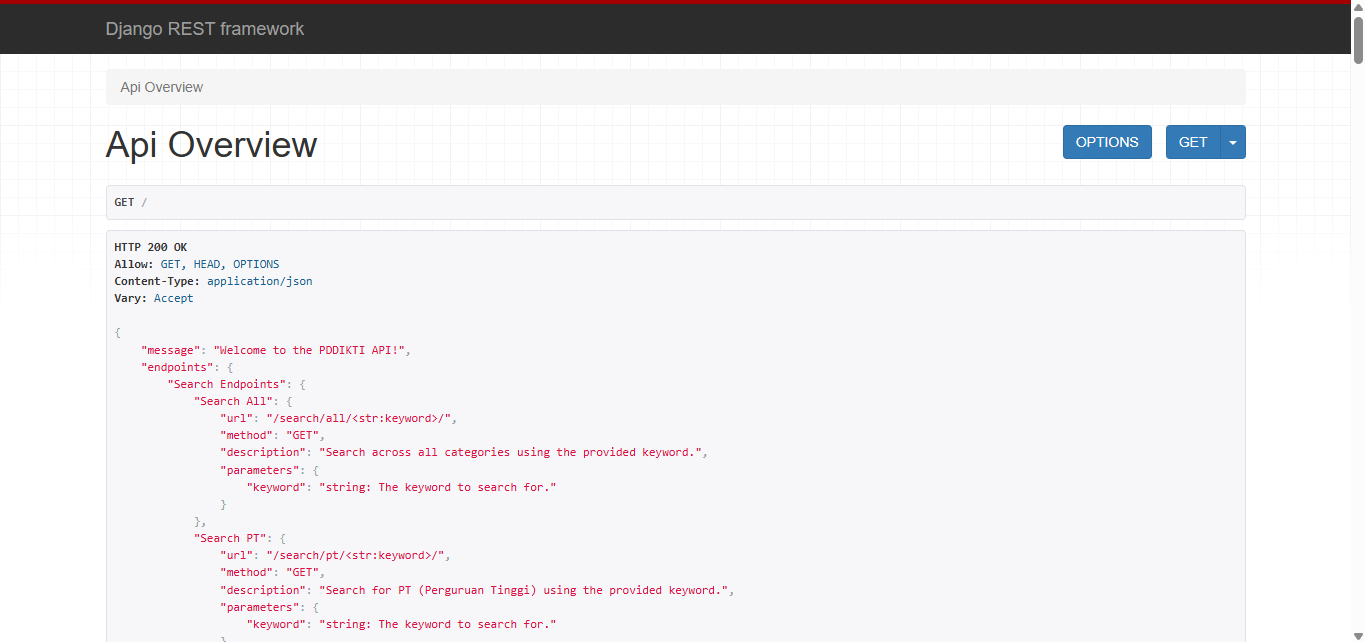 Django REST framework
Api Overview
Api Overview
OPTIONS
GET
GET /
HTTP 200 OK
Allow: GET, HEAD, OPTIONS
Content-Type: application/json
Vary: Accept
{
"message": "Welcome to the PDDIKTI API!",
"endpoints": {
"Search Endpoints": {
"Search All": {
"url": "/search/all/<str:keyword>/",
"method": "GET",
"description": "Search across all categories using the provided keyword.",
"parameters": {
"keyword": "string: The keyword to search for."
}
},
"Search PT": {
"url": "/search/pt/<str:keyword>/",
"method": "GET",
"description": "Search for PT (Perguruan Tinggi) using the provided keyword.",
"parameters": {
"keyword": "string: The keyword to search for."
}